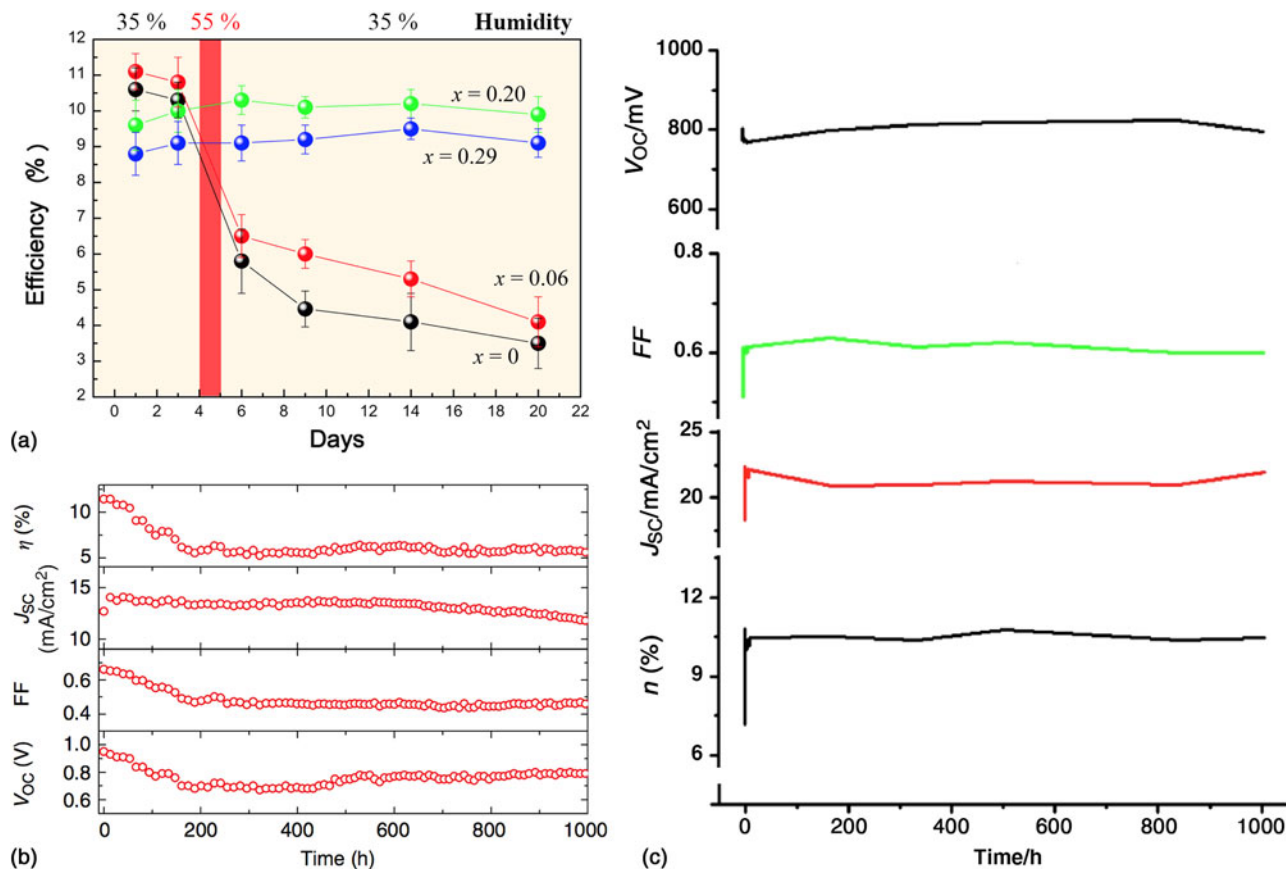 35 % 55 % 35 % Humidity
12
11
10
9
8
7
6
5
4
3
2
Efficiency (%)
x = 0.20
x = 0.29
x = 0.06
x = 0
0 2 4 6 8 10 12 14 16 18 20 22
Days
(a)
η (%)
10
5
JSC
(mA/cm²)
15
10
FF
0.6
0.4
VOC (V)
1.0
0.8
0.6
0 200 400 600 800 1000
Time (h)
(b)
VOC/mV
1000
800
600
FF
0.8
0.6
JSC/mA/cm²
25
20
n (%)
12
9
6
0 200 400 600 800 1000
Time/h
(c)